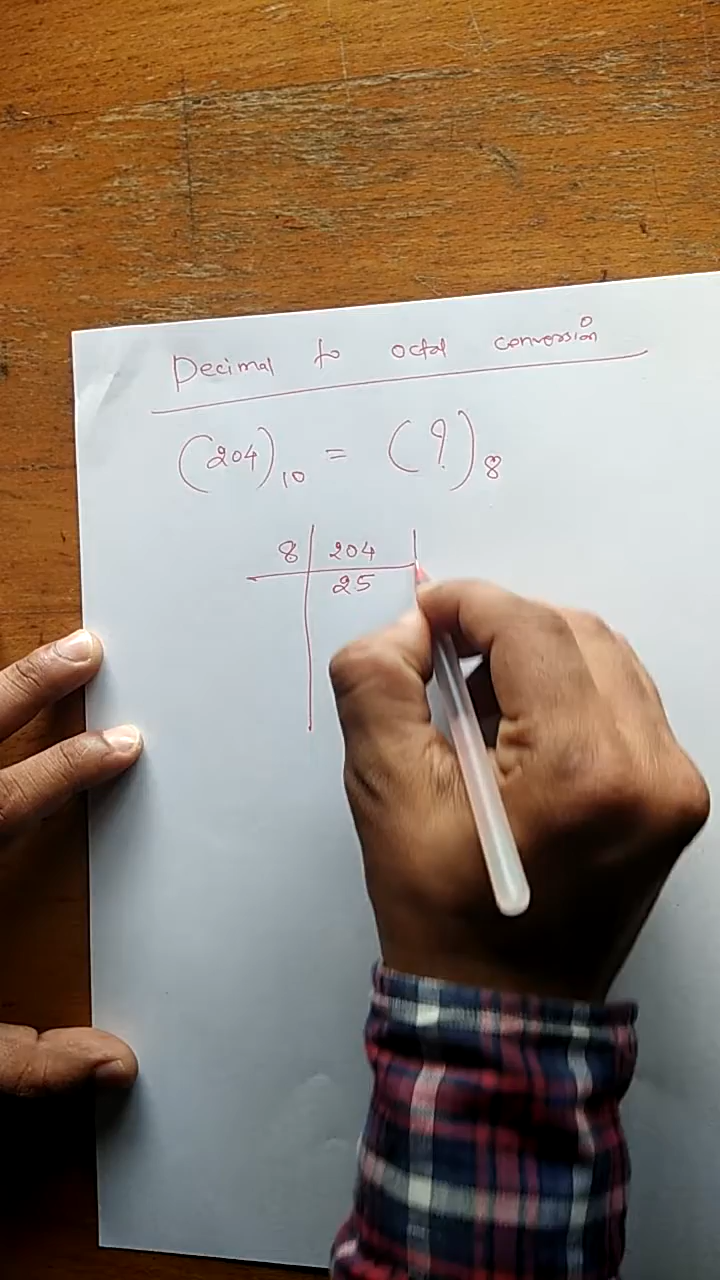 Decimal to octal conversion
(204)10 = (?)8
8 | 204 |
25